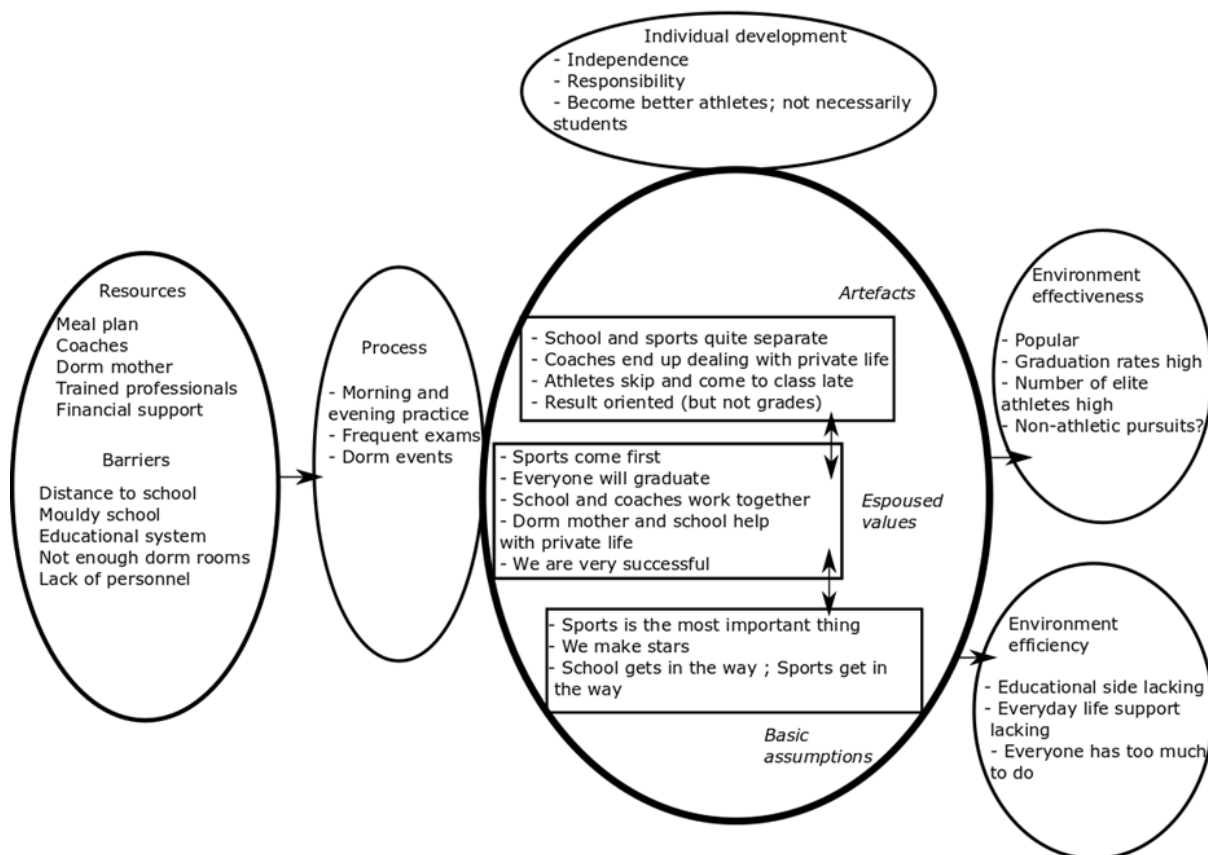 Individual development
- Independence
- Responsibility
- Become better athletes; not necessarily
students
Resources
Meal plan
Coaches
Dorm mother
Trained professionals
Financial support
Barriers
Distance to school
Mouldy school
Educational system
Not enough dorm rooms
Lack of personnel
Process
- Morning and
evening practice
- Frequent exams
- Dorm events
Artefacts
- School and sports quite separate
- Coaches end up dealing with private life
- Athletes skip and come to class late
- Result oriented (but not grades)
- Sports come first
- Everyone will graduate
- School and coaches work together
- Dorm mother and school help
with private life
- We are very successful
Espoused
values
- Sports is the most important thing
- We make stars
- School gets in the way ; Sports get in
the way
Basic
assumptions
Environment
effectiveness
- Popular
- Graduation rates high
- Number of elite
athletes high
- Non-athletic pursuits?
Environment
efficiency
- Educational side lacking
- Everyday life support
lacking
- Everyone has too much
to do